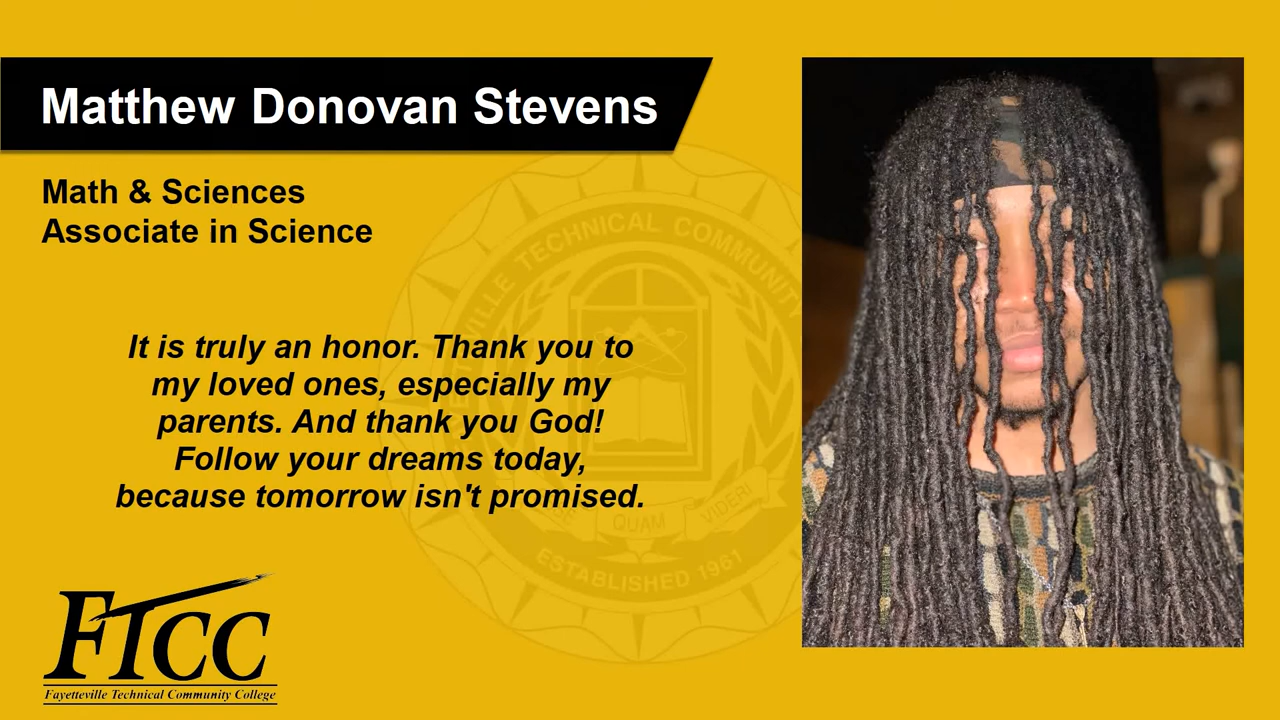 Matthew Donovan Stevens
Math & Sciences
Associate in Science
It is truly an honor. Thank you to
my loved ones, especially my
parents. And thank you God!
Follow your dreams today,
because tomorrow isn't promised.
FTCC
Fayetteville Technical Community College
TECHNICAL COMMUNITY
QUAM VIDERI
ESTABLISHED 1961